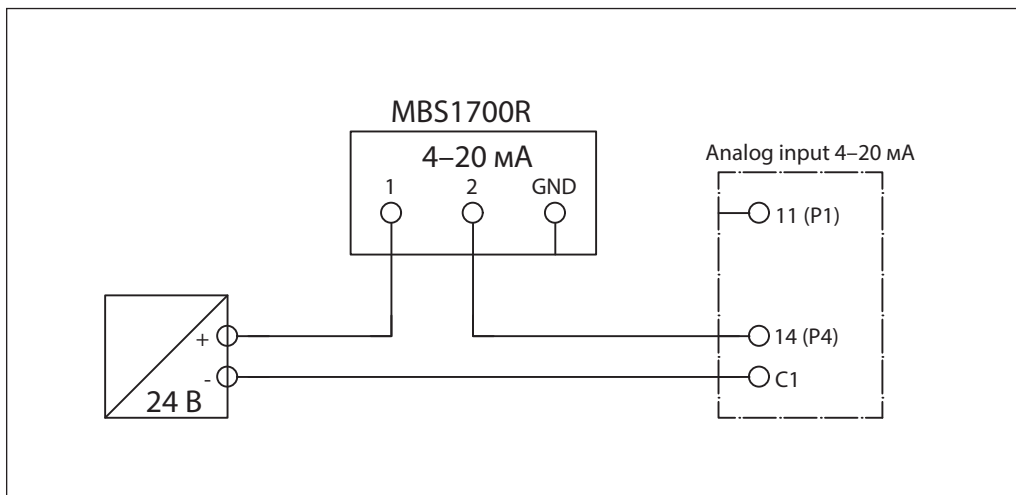 MBS1700R
4–20 мА
1 2 GND
Analog input 4–20 мА
11 (P1)
+ 14 (P4)
- C1
24 В